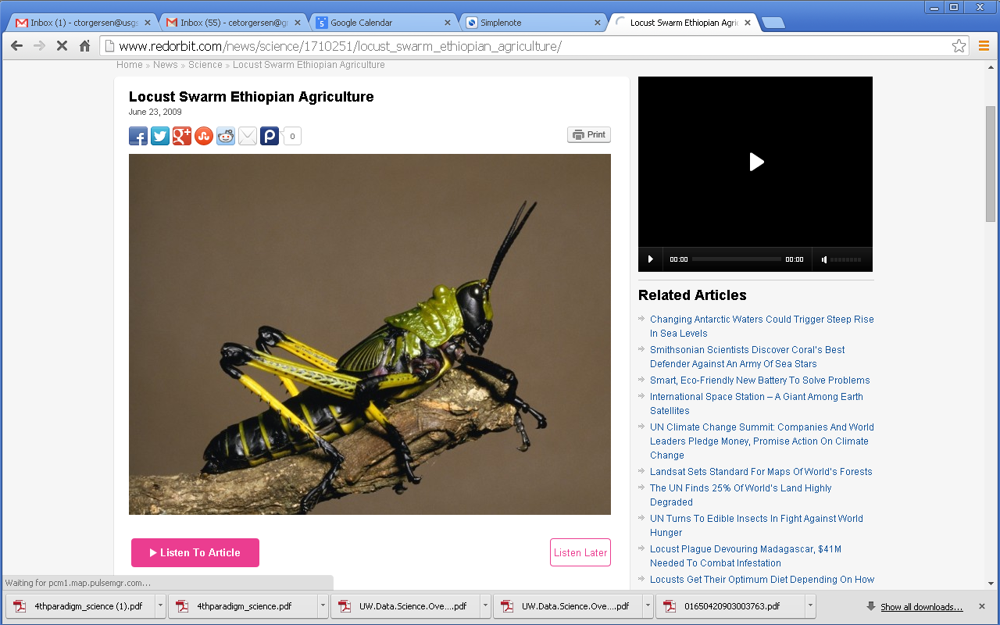 Inbox (1) - ctorgersen@usgs
Inbox (55) - cetorgersen@gr
Google Calendar
Simplenote
Locust Swarm Ethiopian Agric
www.redorbit.com/news/science/1710251/locust_swarm_ethiopian_agriculture/
Home » News » Science » Locust Swarm Ethiopian Agriculture
Locust Swarm Ethiopian Agriculture
June 23, 2009
0
Print
00:00
00:00
Related Articles
Changing Antarctic Waters Could Trigger Steep Rise
In Sea Levels
Smithsonian Scientists Discover Coral's Best
Defender Against An Army Of Sea Stars
Smart, Eco-Friendly New Battery To Solve Problems
International Space Station – A Giant Among Earth
Satellites
UN Climate Change Summit: Companies And World
Leaders Pledge Money, Promise Action On Climate
Change
Landsat Sets Standard For Maps Of World's Forests
The UN Finds 25% Of World's Land Highly
Degraded
UN Turns To Edible Insects In Fight Against World
Hunger
Locust Plague Devouring Madagascar, $41M
Needed To Combat Infestation
Locusts Get Their Optimum Diet Depending On How
Listen To Article
Listen Later
Waiting for pcm1.map.pulsemgr.com...
4thparadigm_science (1).pdf
4thparadigm_science.pdf
UW.Data.Science.Ove....pdf
UW.Data.Science.Ove....pdf
01650420903003763.pdf
Show all downloads...